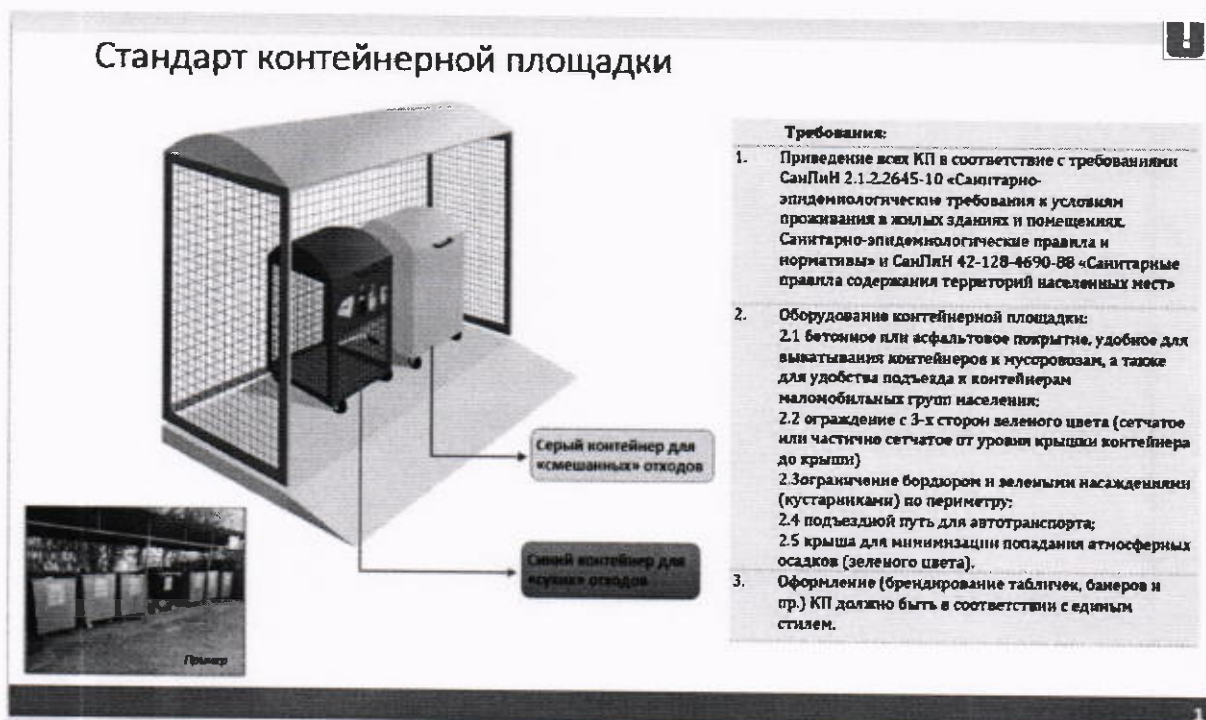 Стандарт контейнерной площадки
Требования:
1. Приведение всех КП в соответствие с требованиями
СанПиН 2.1.2.2645-10 «Санитарно-
эпидемиологические требования к условиям
проживания в жилых зданиях и помещениях.
Санитарно-эпидемиологические правила и
нормативы» и СанПиН 42-128-4690-88 «Санитарные
правила содержания территорий населенных мест»
2. Оборудование контейнерной площадки:
2.1 бетонное или асфальтовое покрытие, удобное для
выкатывания контейнеров к мусоровозам, а также
для удобства подъезда к контейнерам
маломобильных групп населения;
2.2 ограждение с 3-х сторон зеленого цвета (сетчатое
или частично сетчатое от уровня крышки контейнера
до крыши)
2.3ограничение бордюром и зелеными насаждениями
(кустарниками) по периметру;
2.4 подъездной путь для автотранспорта;
2.5 крыша для минимизации попадания атмосферных
осадков (зеленого цвета).
3. Оформление (брендирование табличек, банеров и
пр.) КП должно быть в соответствии с единым
стилем.
Серый контейнер для
«смешанных» отходов
Синий контейнер для
«сухих» отходов
Пример
1